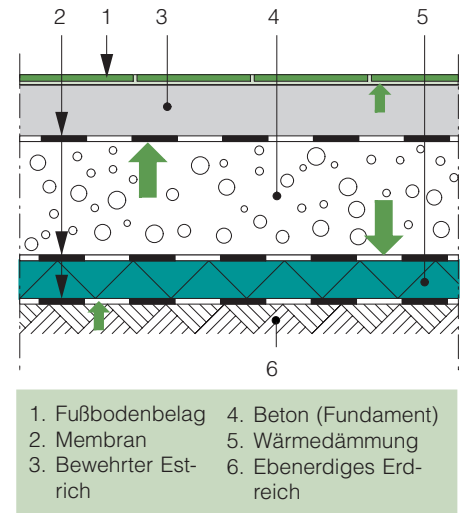 2 1 3 4 5
6
1. Fußbodenbelag
2. Membran
3. Bewehrter Est-
rich
4. Beton (Fundament)
5. Wärmedämmung
6. Ebenerdiges Erd-
reich